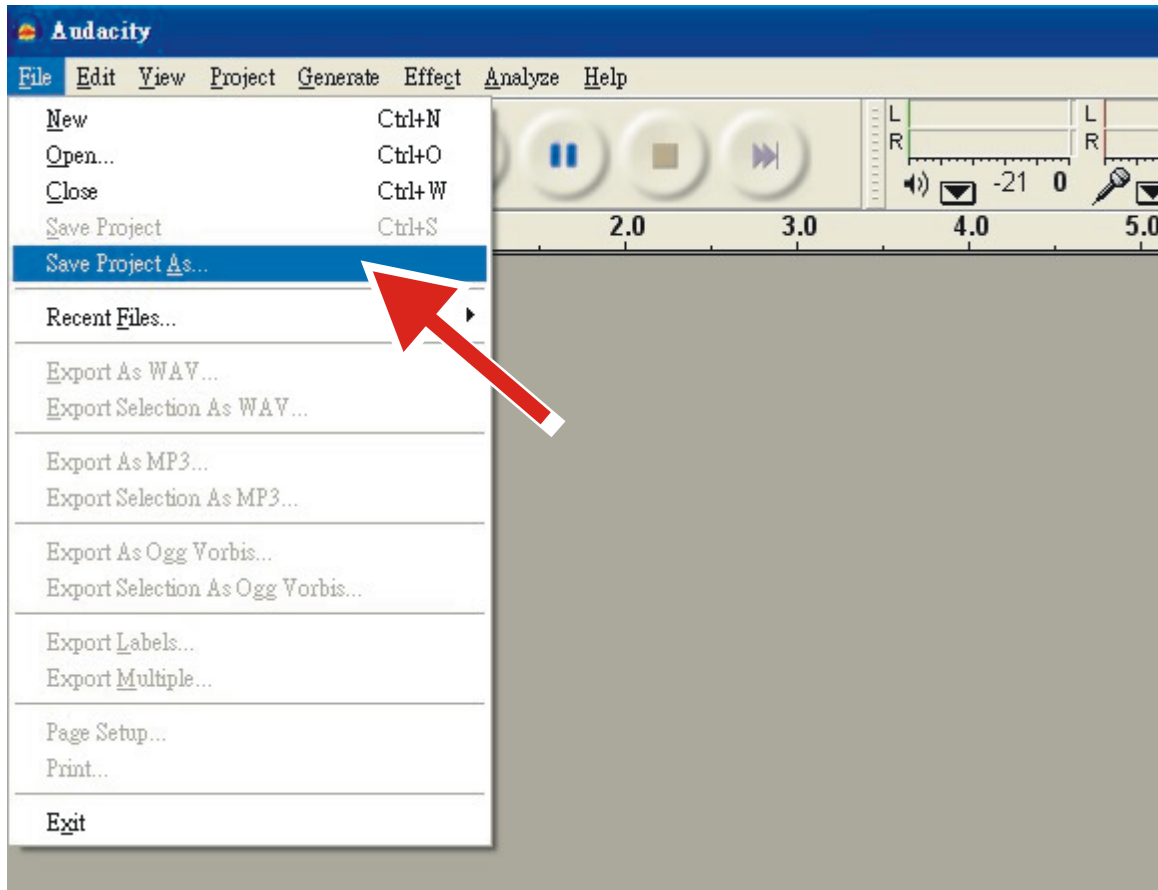 Audacity
File Edit View Project Generate Effect Analyze Help
New Ctrl+N
Open... Ctrl+O
Close Ctrl+W
Save Project Ctrl+S
Save Project As...
Recent Files...
Export As WAV...
Export Selection As WAV...
Export As MP3...
Export Selection As MP3...
Export As Ogg Vorbis...
Export Selection As Ogg Vorbis...
Export Labels...
Export Multiple...
Page Setup...
Print...
Exit
L L
R R
-21 0
2.0 3.0 4.0 5.0